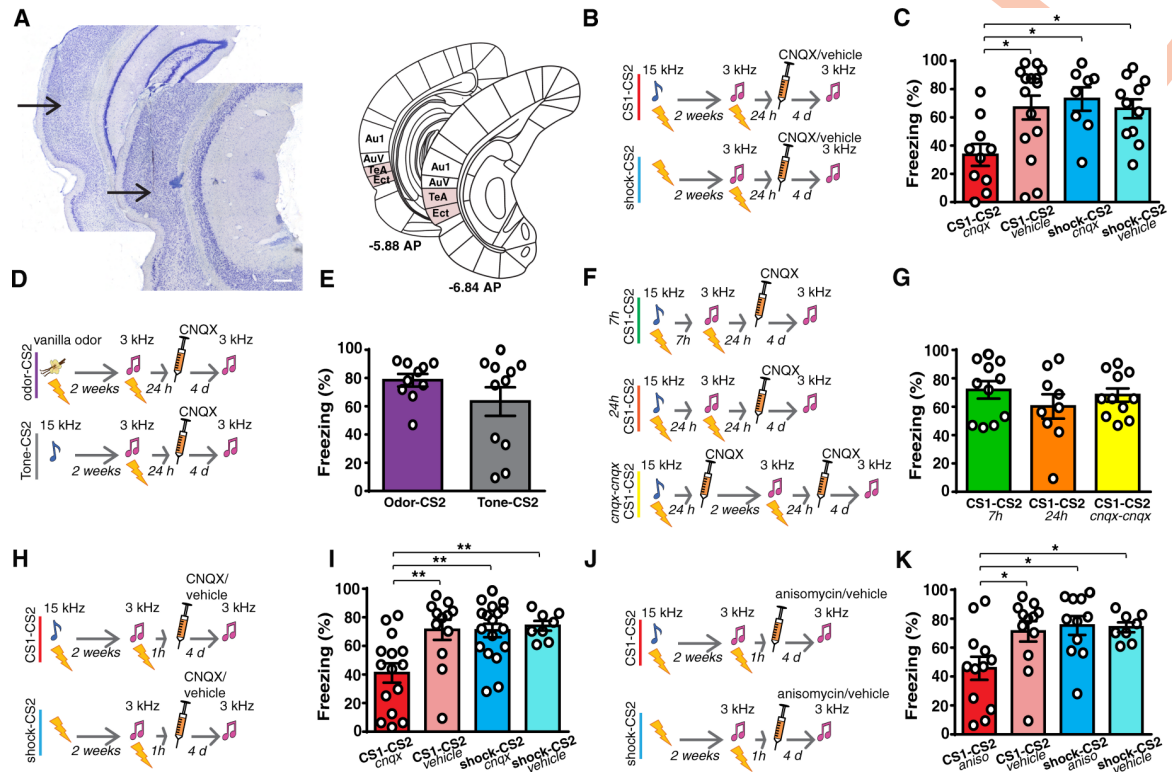 A
Au1
AuV
TeA
Ect
Au1
AuV
TeA
Ect
-5.88 AP
-6.84 AP
B
CNQX/vehicle
15 kHz 3 kHz 3 kHz
CS1-CS2
2 weeks 24 h 4 d
CNQX/vehicle
3 kHz 3 kHz
shock-CS2
2 weeks 24 h 4 d
C
* 
*
*
Freezing (%)
100
80
60
40
20
0
CS1-CS2
cnqx
CS1-CS2
vehicle
shock-CS2
cnqx
shock-CS2
vehicle
D
CNQX
vanilla odor 3 kHz 3 kHz
odor-CS2
2 weeks 24 h 4 d
CNQX
15 kHz 3 kHz 3 kHz
Tone-CS2
2 weeks 24 h 4 d
E
Freezing (%)
100
80
60
40
20
0
Odor-CS2 Tone-CS2
F
CNQX
15 kHz 3 kHz 3 kHz
7h
CS1-CS2
7h 24 h 4 d
CNQX
15 kHz 3 kHz 3 kHz
24h
CS1-CS2
24 h 24 h 4 d
CNQX CNQX
15 kHz 3 kHz 3 kHz
cnqx-cnqx
CS1-CS2
24 h 2 weeks 24 h 4 d
G
Freezing (%)
100
80
60
40
20
0
CS1-CS2
7h
CS1-CS2
24h
CS1-CS2
cnqx-cnqx
H
CNQX/
vehicle
15 kHz 3 kHz 3 kHz
CS1-CS2
2 weeks 1h 4 d
CNQX/
vehicle
3 kHz 3 kHz
shock-CS2
2 weeks 1h 4 d
I
**
**
**
Freezing (%)
100
80
60
40
20
0
CS1-CS2
cnqx
CS1-CS2
vehicle
shock-CS2
cnqx
shock-CS2
vehicle
J
anisomycin/vehicle
15 kHz 3 kHz 3 kHz
CS1-CS2
2 weeks 1h 4 d
anisomycin/vehicle
3 kHz 3 kHz
shock-CS2
2 weeks 1h 4 d
K
*
*
*
Freezing (%)
100
80
60
40
20
0
CS1-CS2
aniso
CS1-CS2
vehicle
shock-CS2
aniso
shock-CS2
vehicle